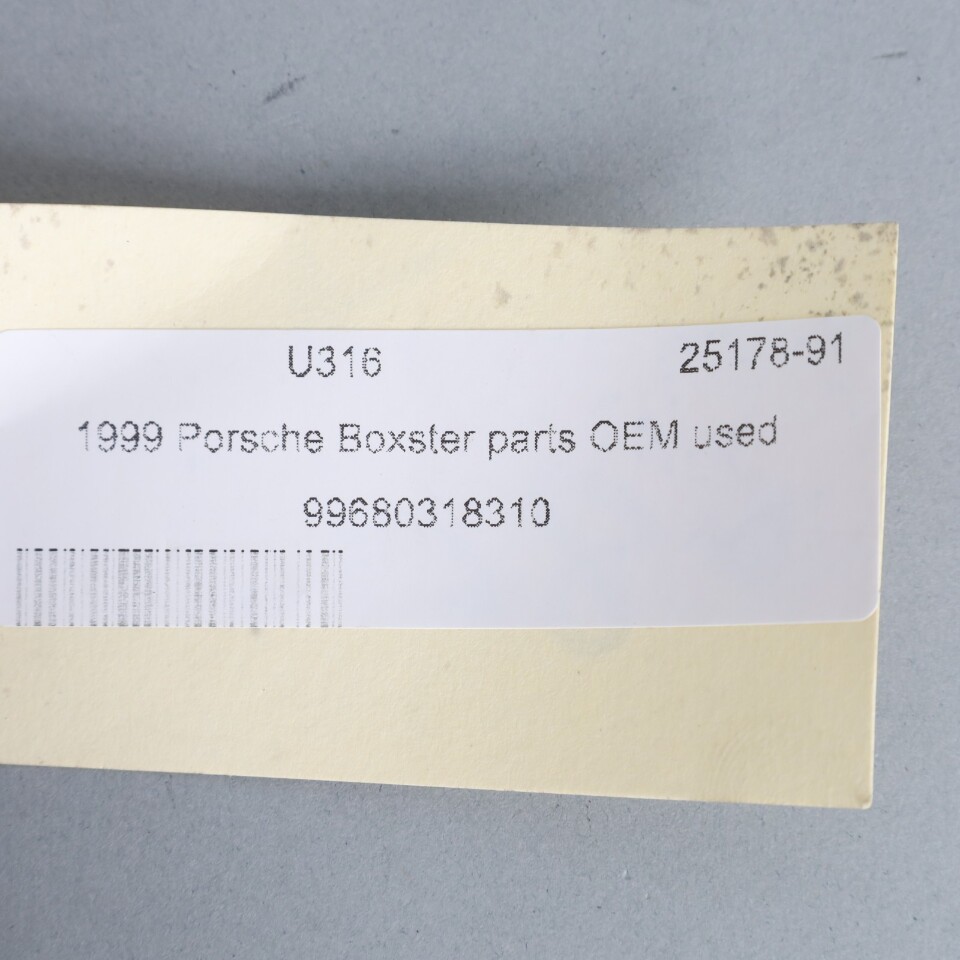 U316 25178-91
1999 Porsche Boxster parts OEM used
99680318310